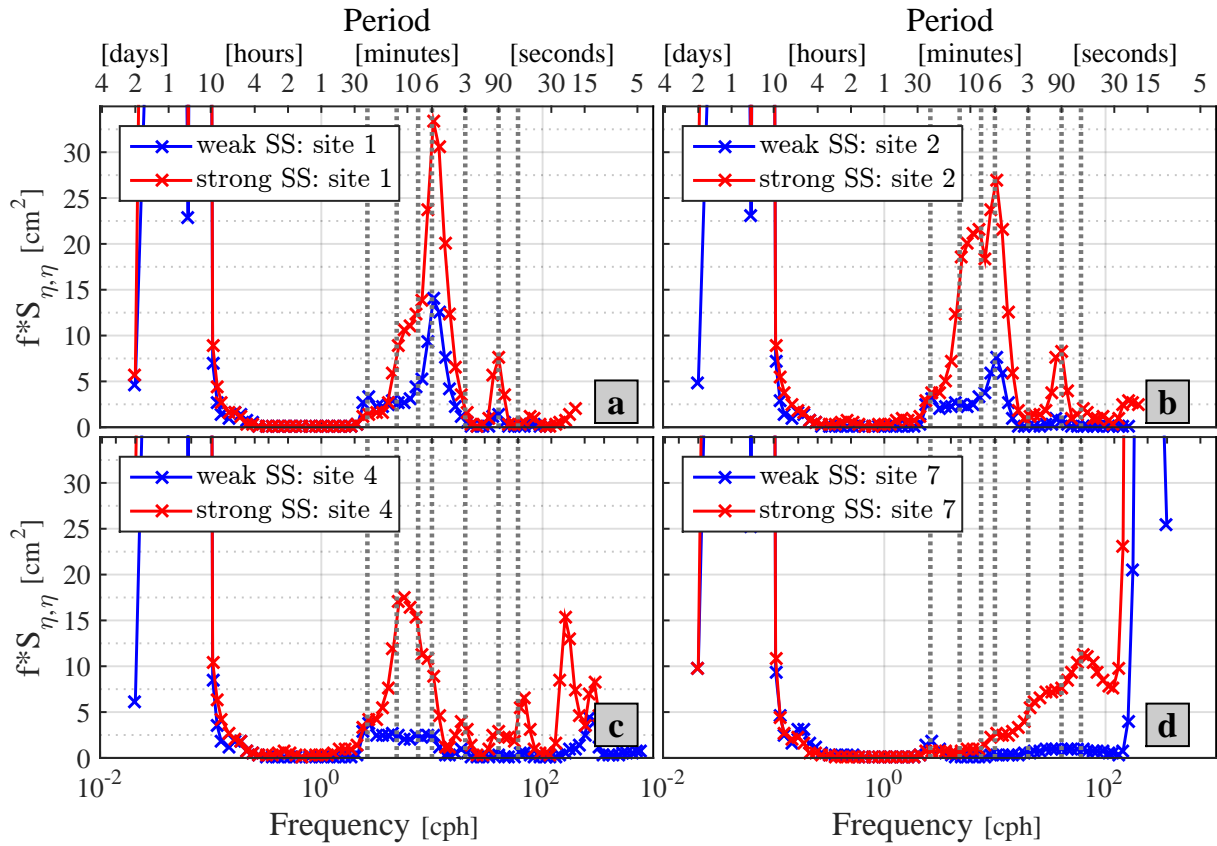 Period Period
[days] [hours] [minutes] [seconds] [days] [hours] [minutes] [seconds]
4 2 1 10 4 2 1 30 10 6 3 90 30 15 5 4 2 1 10 4 2 1 30 10 6 3 90 30 15 5
f*S η,η [cm²]
30
25
20
15
10
5
0
weak SS: site 1
strong SS: site 1
a
weak SS: site 2
strong SS: site 2
b
f*S η,η [cm²]
30
25
20
15
10
5
0
weak SS: site 4
strong SS: site 4
c
weak SS: site 7
strong SS: site 7
d
10⁻² 10⁰ 10² 10⁻² 10⁰ 10²
Frequency [cph] Frequency [cph]